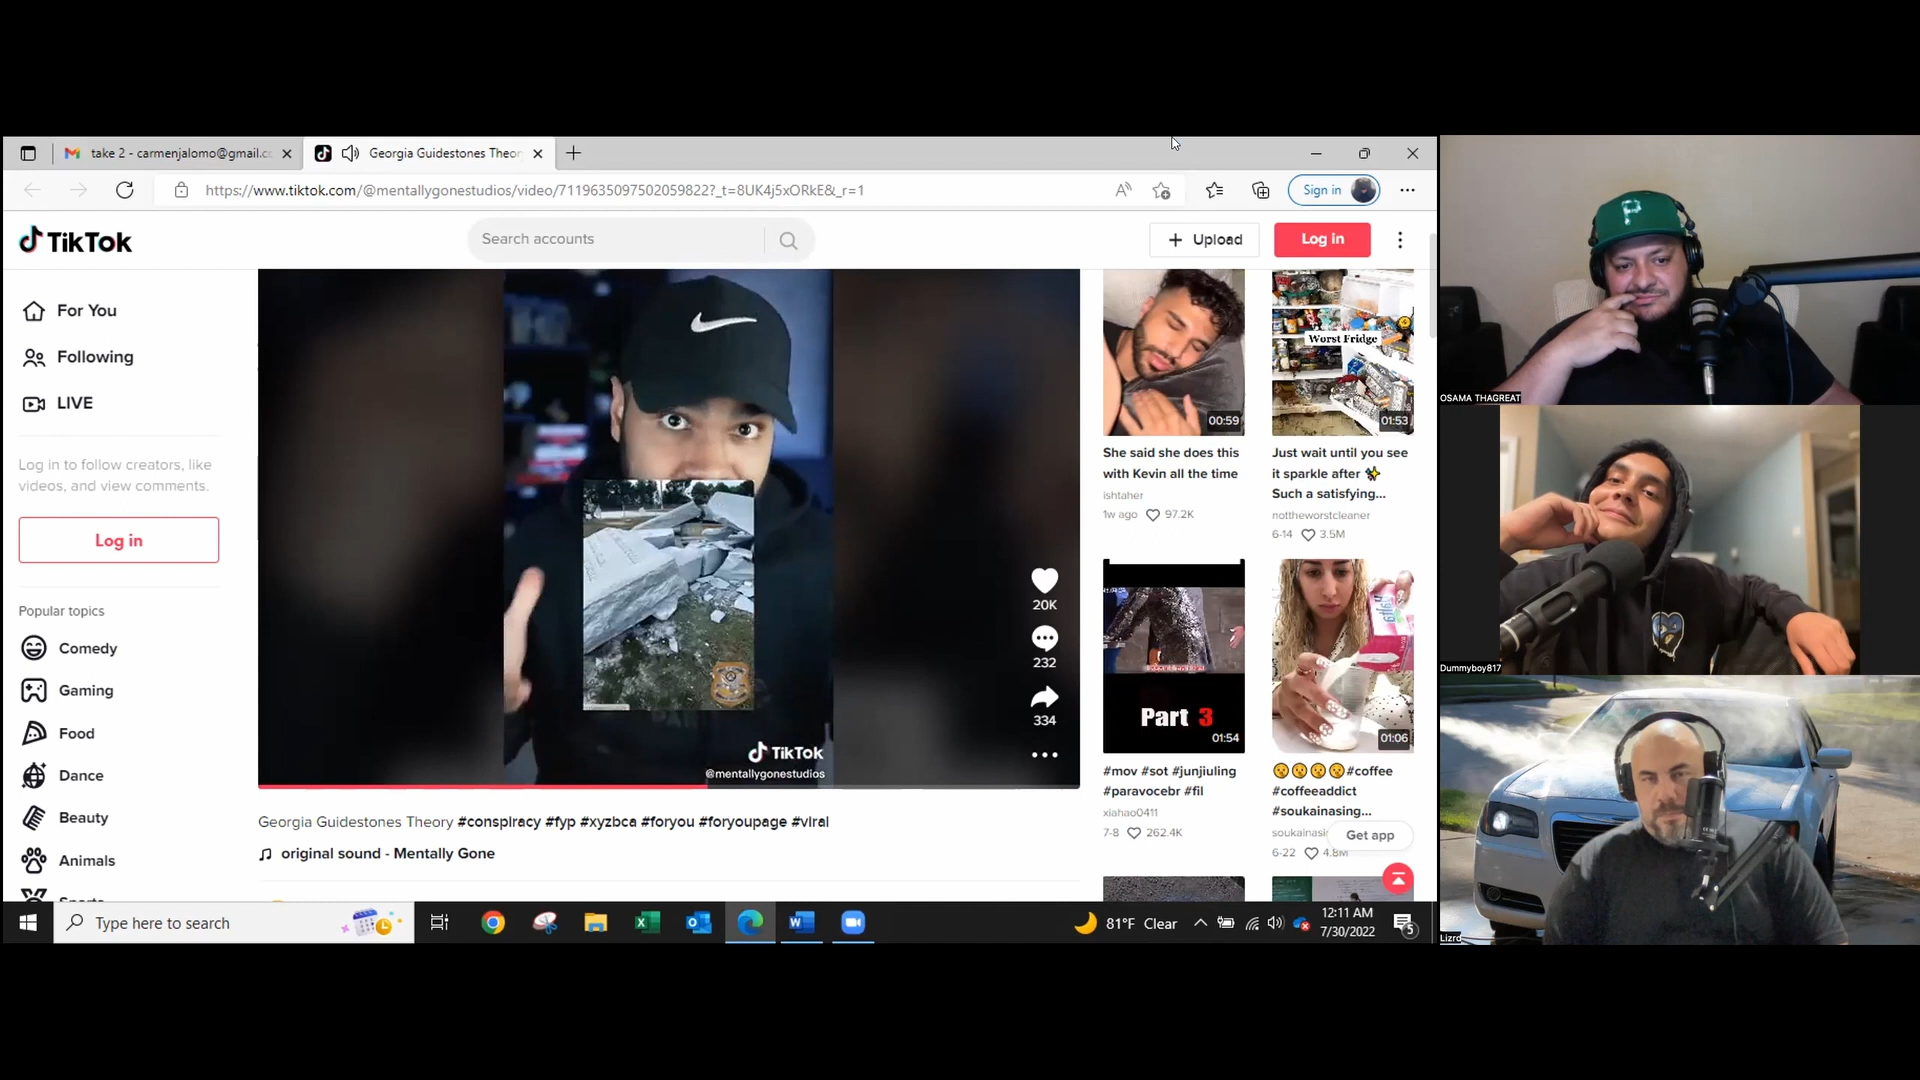 take 2 - carmenjalomo@gmail.c
Georgia Guidestones Theor
https://www.tiktok.com/@mentallygonestudios/video/7119635097502059822?_t=8UK4j5xORkE&_r=1
Sign in
TikTok
Search accounts
Upload
Log in
For You
Following
LIVE
Log in to follow creators, like
videos, and view comments.
Log in
Popular topics
Comedy
Gaming
Food
Dance
Beauty
Animals
Sports
20K
232
334
TikTok
@mentallygonestudios
Georgia Guidestones Theory #conspiracy #fyp #xyzbca #foryou #foryoupage #viral
original sound - Mentally Gone
00:59
She said she does this
with Kevin all the time
ishtaher
1w ago 97.2K
Worst Fridge
01:53
Just wait until you see
it sparkle after ✨
Such a satisfying...
nottheworstcleaner
6-14 3.5M
Part 3
01:54
#mov #sot #junjiuling
#paravocebr #fil
xiahao0411
7-8 262.4K
01:06
#coffee
#coffeeaddict
#soukainasing...
soukainasi
6-22 4.8M
Get app
Type here to search
81°F Clear
12:11 AM
7/30/2022
5
OSAMA THAGREAT
Dummyboy817
Lizrd